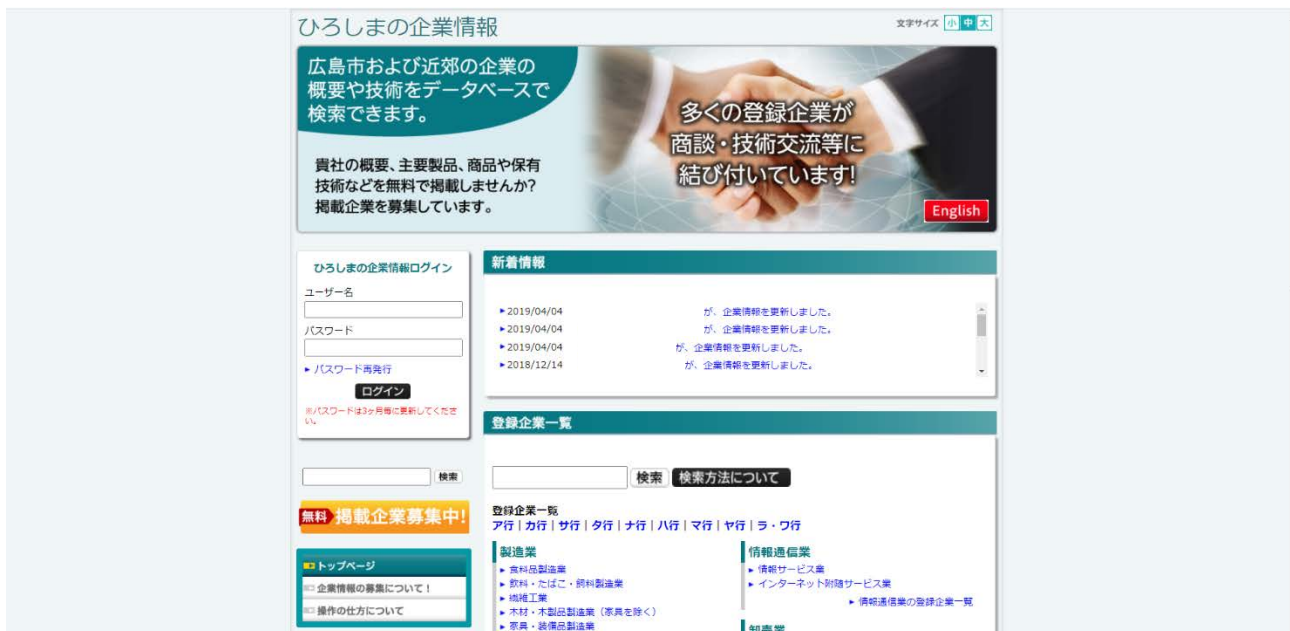 ひろしまの企業情報
文字サイズ 小 中 大
広島市および近郊の企業の
概要や技術をデータベースで
検索できます。
貴社の概要、主要製品、商品や保有
技術などを無料で掲載しませんか?
掲載企業を募集しています。
多くの登録企業が
商談・技術交流等に
結び付いています!
English
ひろしまの企業情報ログイン
ユーザー名
パスワード
パスワード再発行
ログイン
※パスワードは3ヶ月毎に更新してくださ
い。
検索
無料 掲載企業募集中!
トップページ
企業情報の募集について!
操作の仕方について
新着情報
2019/04/04 が、企業情報を更新しました。
2019/04/04 が、企業情報を更新しました。
2019/04/04 が、企業情報を更新しました。
2018/12/14 が、企業情報を更新しました。
登録企業一覧
検索 検索方法について
登録企業一覧
ア行 | カ行 | サ行 | タ行 | ナ行 | ハ行 | マ行 | ヤ行 | ラ・ワ行
製造業
食料品製造業
飲料・たばこ・飼料製造業
繊維工業
木材・木製品製造業(家具を除く)
家具・装備品製造業
情報通信業
情報サービス業
インターネット附随サービス業
情報通信業の登録企業一覧
卸売業